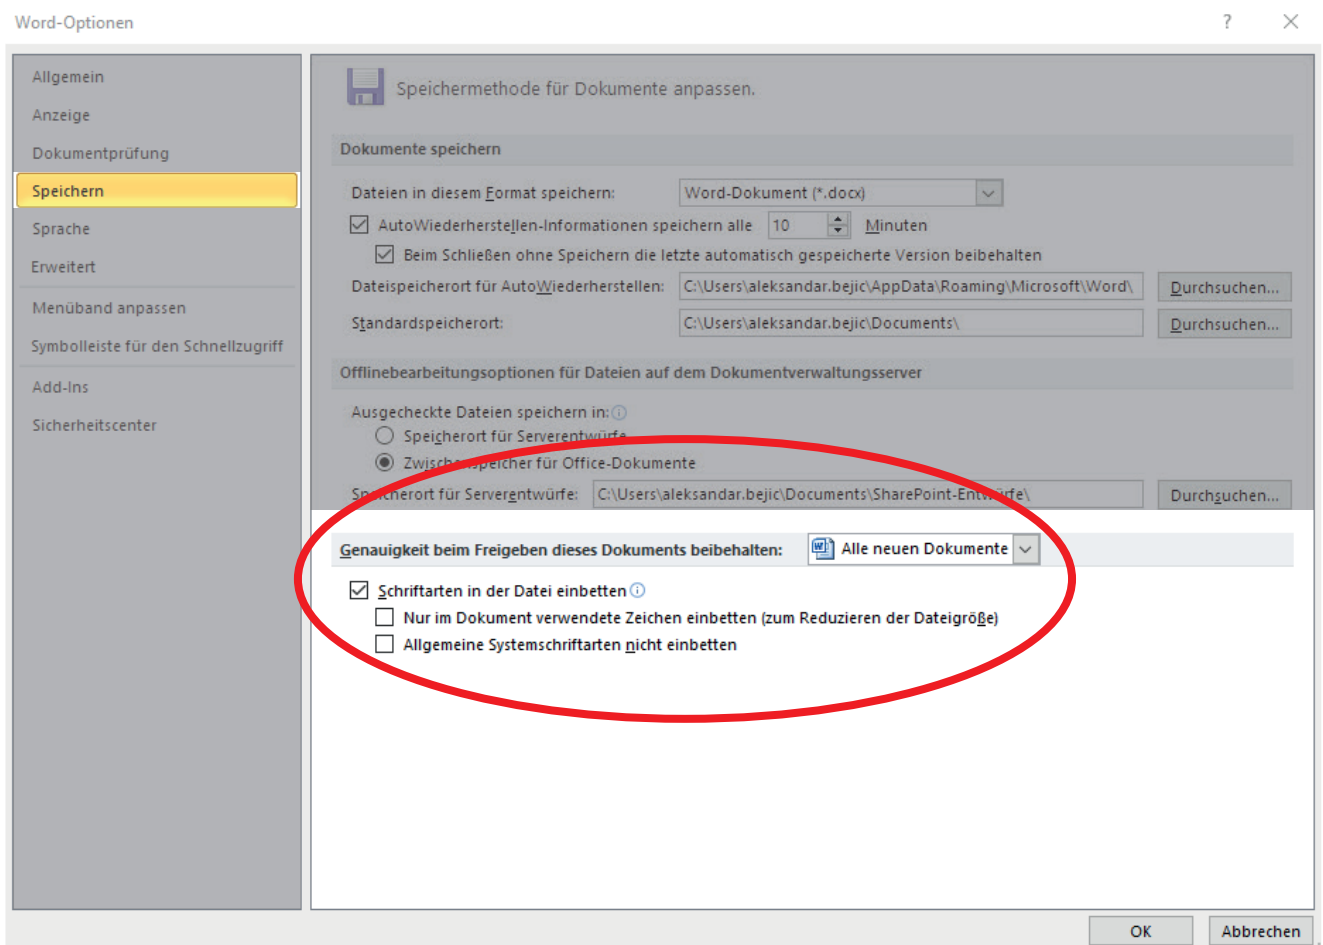 Word-Optionen
?
Allgemein
Anzeige
Dokumentprüfung
Speichern
Sprache
Erweitert
Menüband anpassen
Symbolleiste für den Schnellzugriff
Add-Ins
Sicherheitscenter
Speichermethode für Dokumente anpassen.
Dokumente speichern
Dateien in diesem Format speichern: Word-Dokument (*.docx)
AutoWiederherstellen-Informationen speichern alle 10 Minuten
Beim Schließen ohne Speichern die letzte automatisch gespeicherte Version beibehalten
Dateispeicherort für AutoWiederherstellen: C:\Users\aleksandar.bejic\AppData\Roaming\Microsoft\Word\ Durchsuchen...
Standardspeicherort: C:\Users\aleksandar.bejic\Documents\ Durchsuchen...
Offlinebearbeitungsoptionen für Dateien auf dem Dokumentverwaltungsserver
Ausgecheckte Dateien speichern in:
Speicherort für Serverentwürfe
Zwischenspeicher für Office-Dokumente
Speicherort für Serverentwürfe: C:\Users\aleksandar.bejic\Documents\SharePoint-Entwürfe\ Durchsuchen...
Genauigkeit beim Freigeben dieses Dokuments beibehalten: Alle neuen Dokumente
Schriftarten in der Datei einbetten
Nur im Dokument verwendete Zeichen einbetten (zum Reduzieren der Dateigröße)
Allgemeine Systemschriftarten nicht einbetten
OK Abbrechen